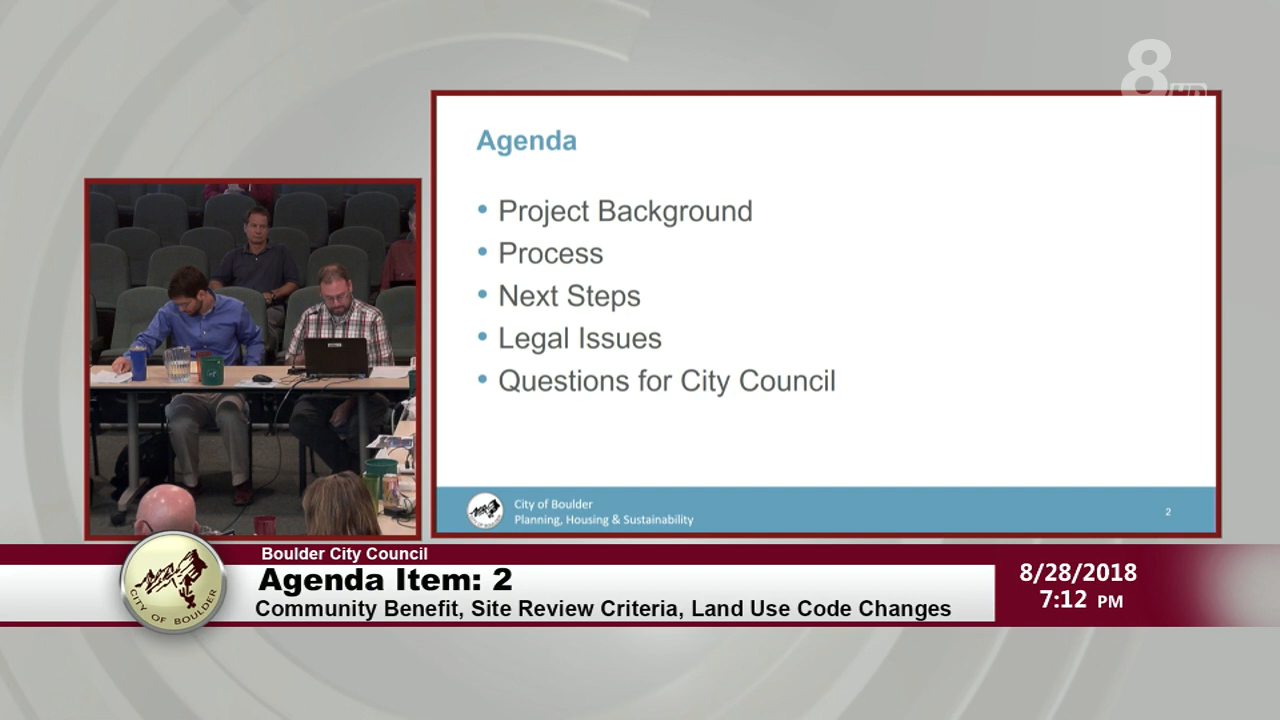 8HD
Agenda
• Project Background
• Process
• Next Steps
• Legal Issues
• Questions for City Council
City of Boulder
Planning, Housing & Sustainability
2
Boulder City Council
Agenda Item: 2
Community Benefit, Site Review Criteria, Land Use Code Changes
8/28/2018
7:12 PM
CITY OF BOULDER